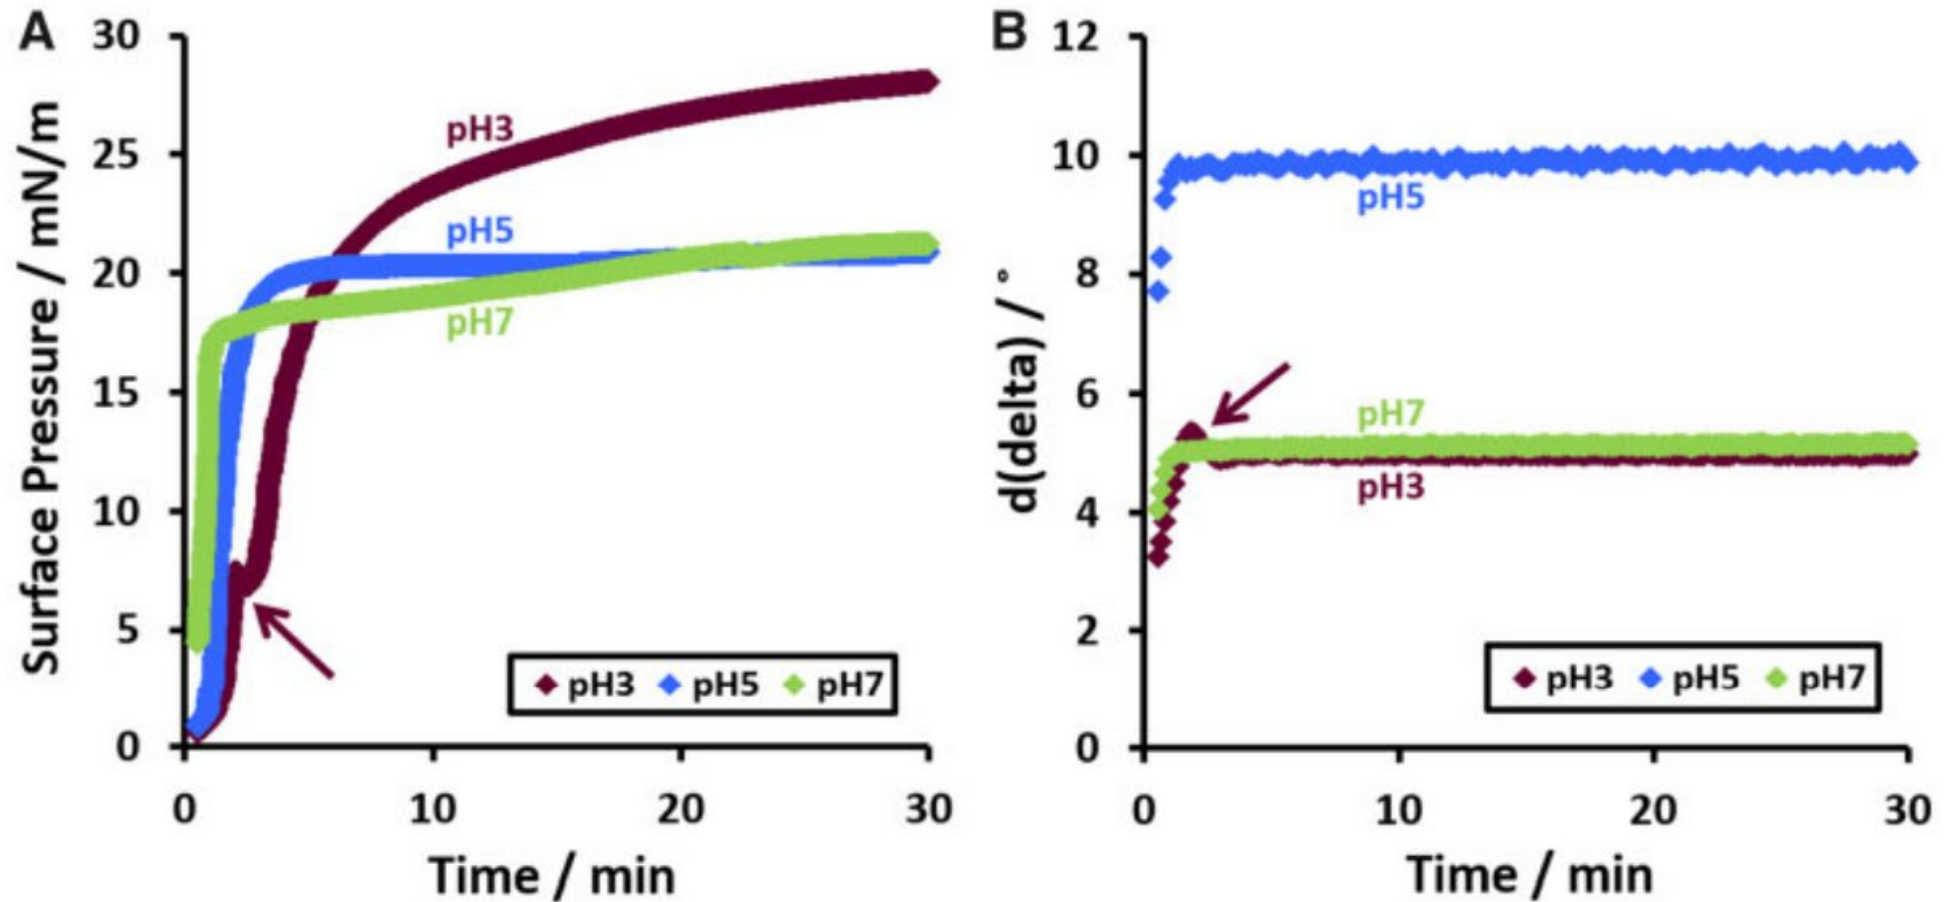 A
Surface Pressure / mN/m
30
25
20
15
10
5
0
pH3
pH5
pH7
pH3 pH5 pH7
0 10 20 30
Time / min
B
d(delta) / °
12
10
8
6
4
2
0
pH5
pH7
pH3
pH3 pH5 pH7
0 10 20 30
Time / min